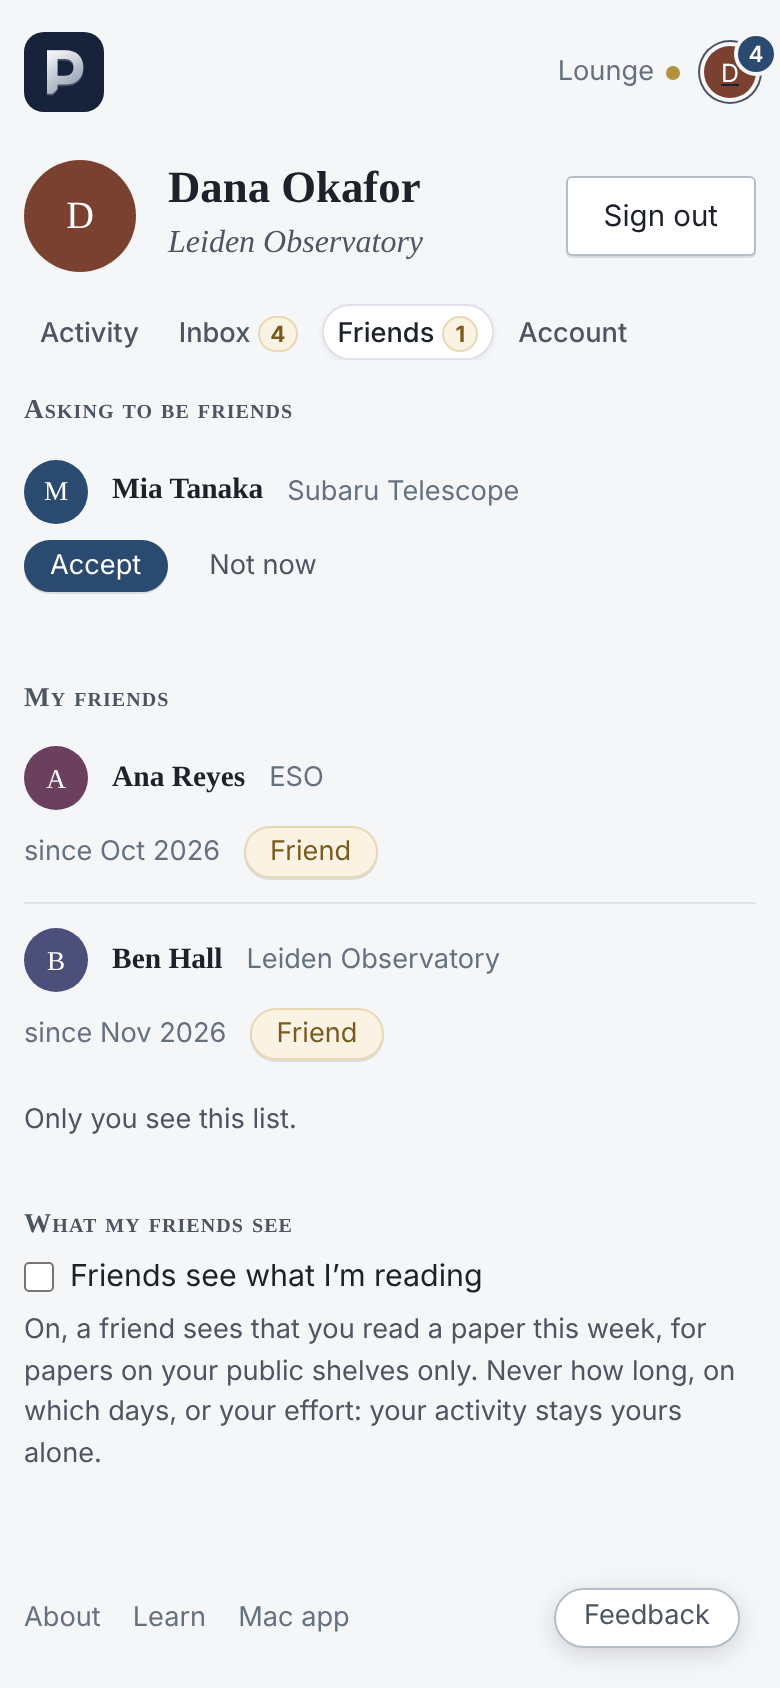 P
Lounge
D
4
D
Dana Okafor
Leiden Observatory
Sign out
Activity Inbox 4 Friends 1 Account
Asking to be friends
M Mia Tanaka Subaru Telescope
Accept Not now
My friends
A Ana Reyes ESO
since Oct 2026 Friend
B Ben Hall Leiden Observatory
since Nov 2026 Friend
Only you see this list.
What my friends see
Friends see what I’m reading
On, a friend sees that you read a paper this week, for
papers on your public shelves only. Never how long, on
which days, or your effort: your activity stays yours
alone.
About Learn Mac app Feedback